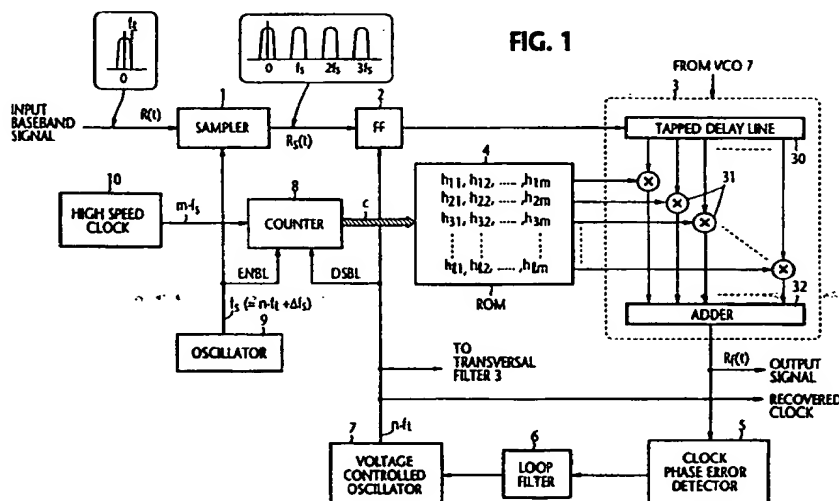 FIG. 1
ft
0
0 fs 2fs 3fs
FROM VCO 7
INPUT
BASEBAND
SIGNAL
R(t)
1
SAMPLER
Rs(t)
2
FF
3
TAPPED DELAY LINE
30
10
HIGH SPEED
CLOCK
m-fs
8
COUNTER
c
4
h11, h12, ...., h1m
h21, h22, ...., h2m
h31, h32, ...., h3m
hℓ1, hℓ2, ...., hℓm
ROM
31
×
×
×
×
ENBL
DSBL
fs (= n-ft + Δfs)
9
OSCILLATOR
32
ADDER
TO
TRANSVERSAL
FILTER 3
Rf(t)
OUTPUT
SIGNAL
RECOVERED
CLOCK
n-ft
7
VOLTAGE
CONTROLLED
OSCILLATOR
6
LOOP
FILTER
5
CLOCK
PHASE ERROR
DETECTOR